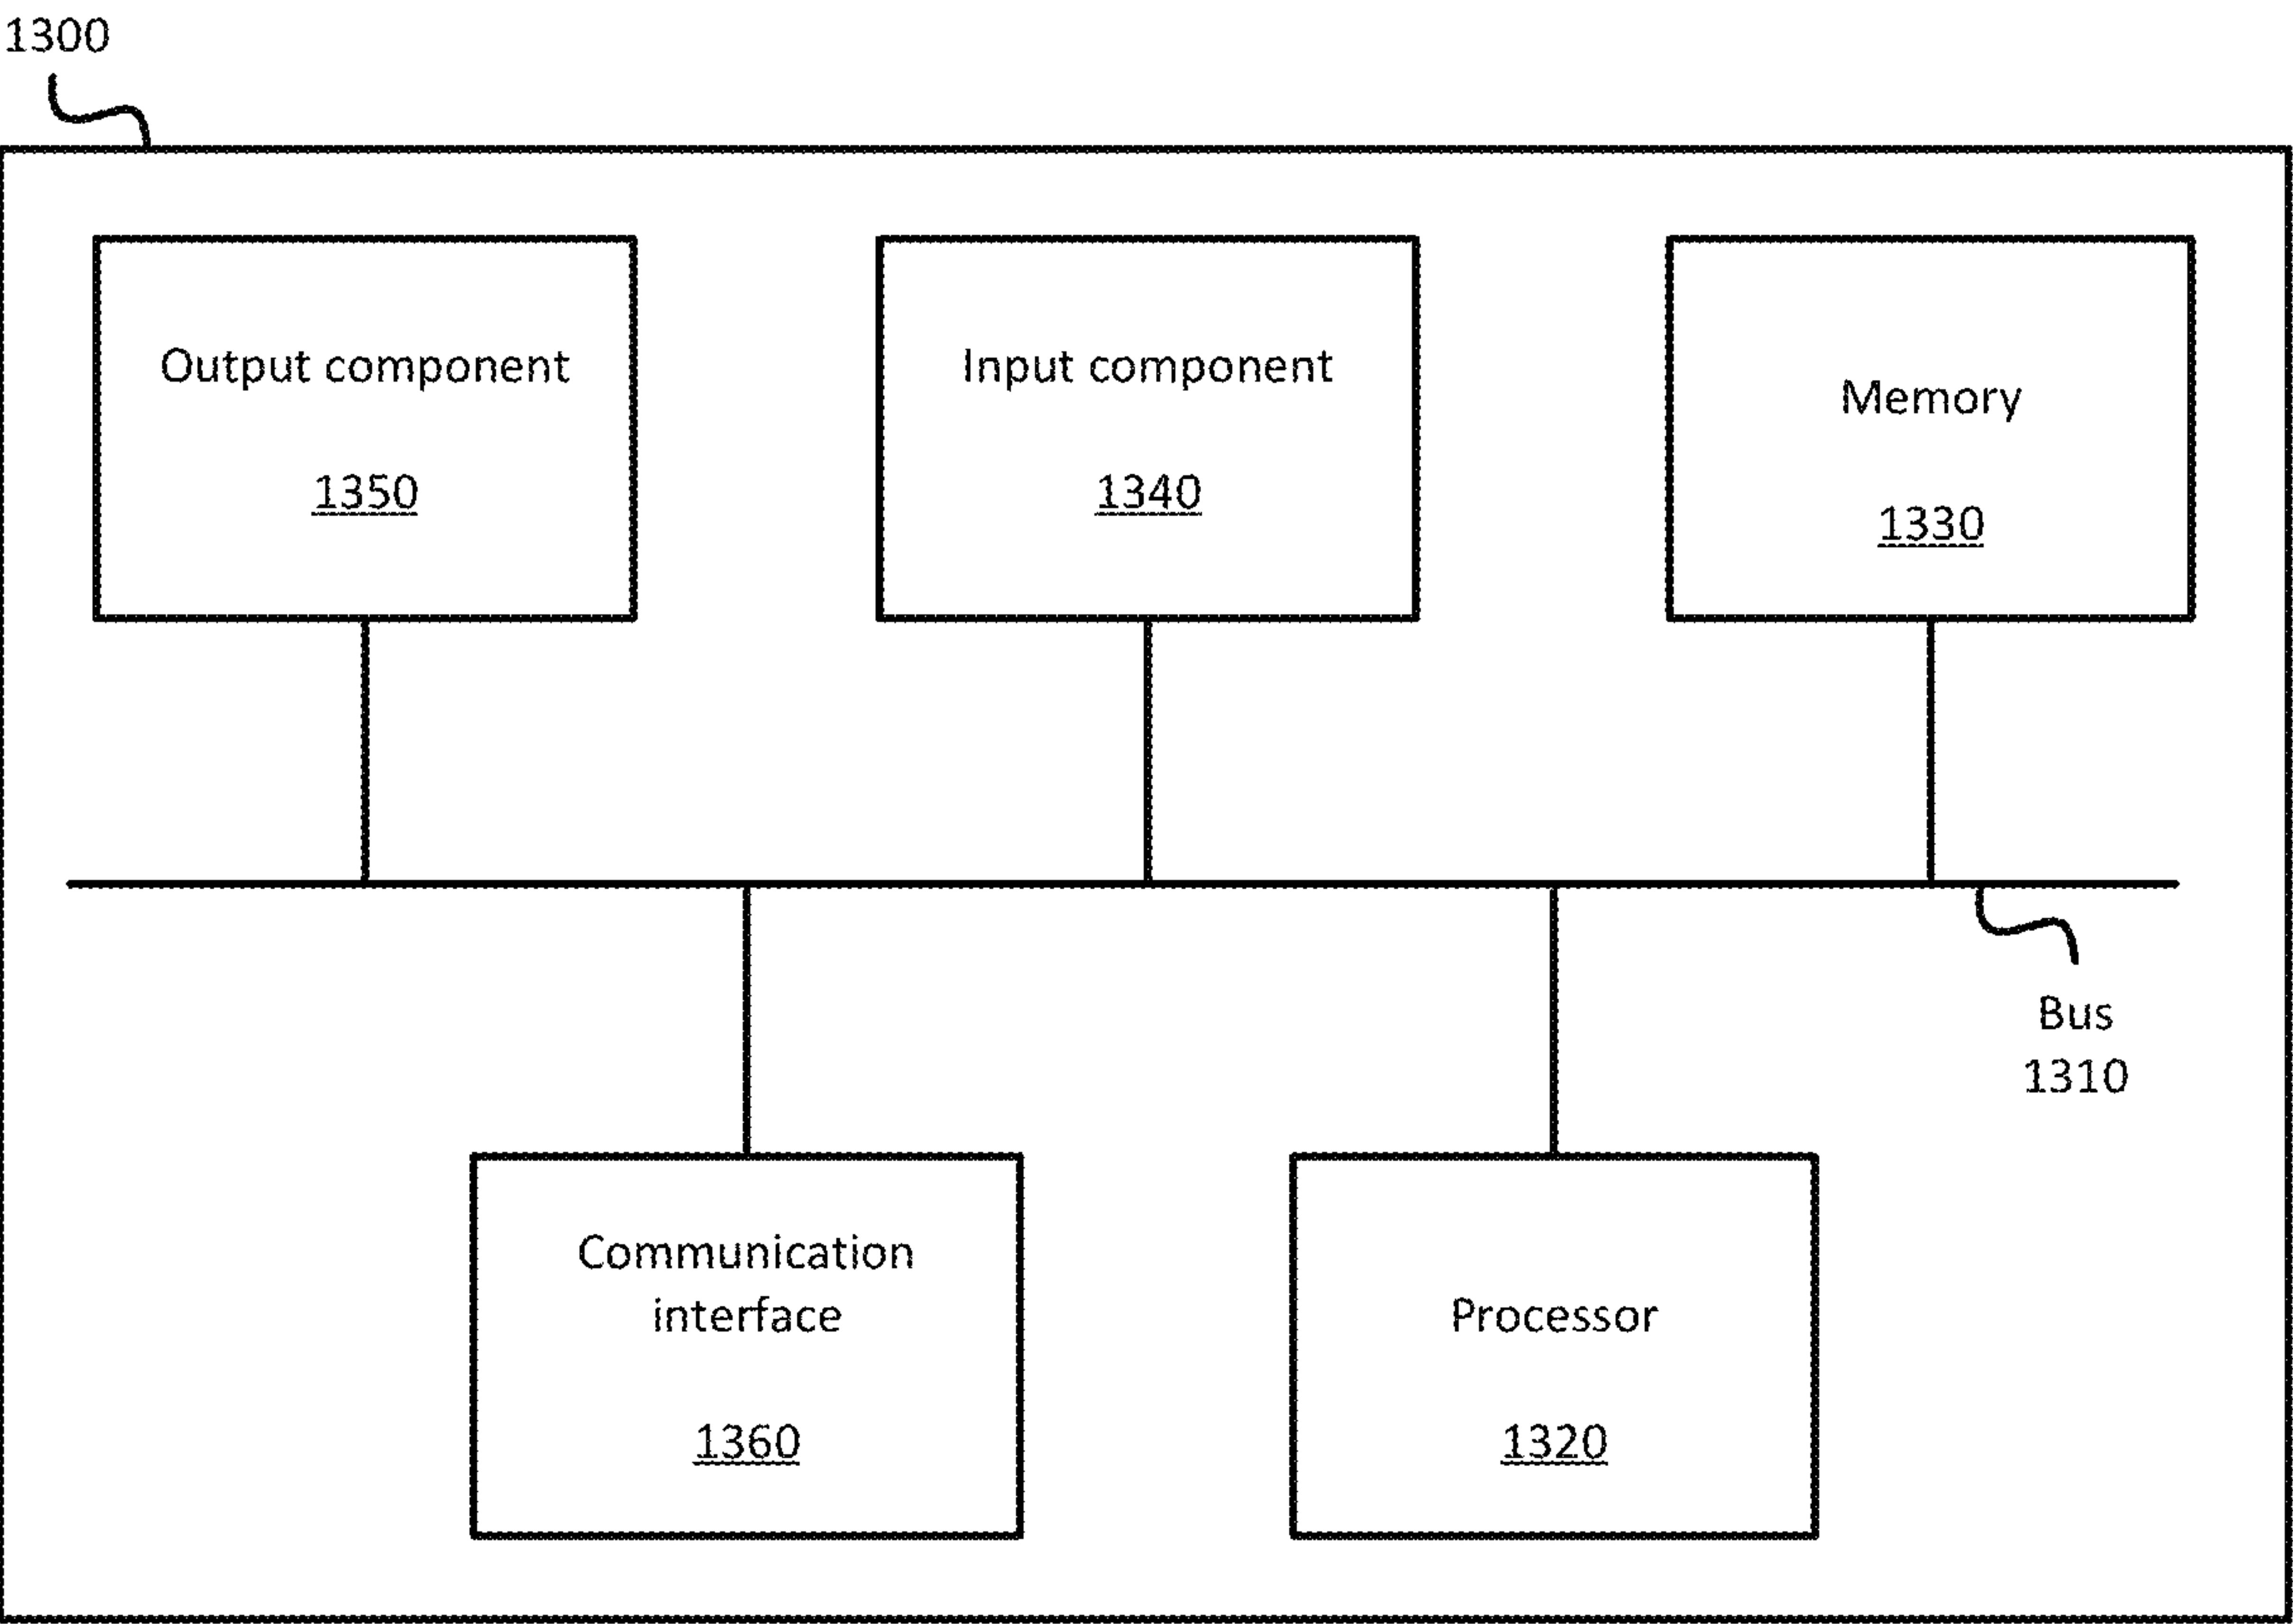 1300
Output component
1350
Input component
1340
Memory
1330
Bus
1310
Communication
interface
1360
Processor
1320